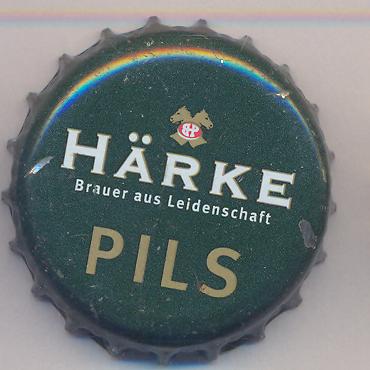 HÄRKE
Brauer aus Leidenschaft
PILS